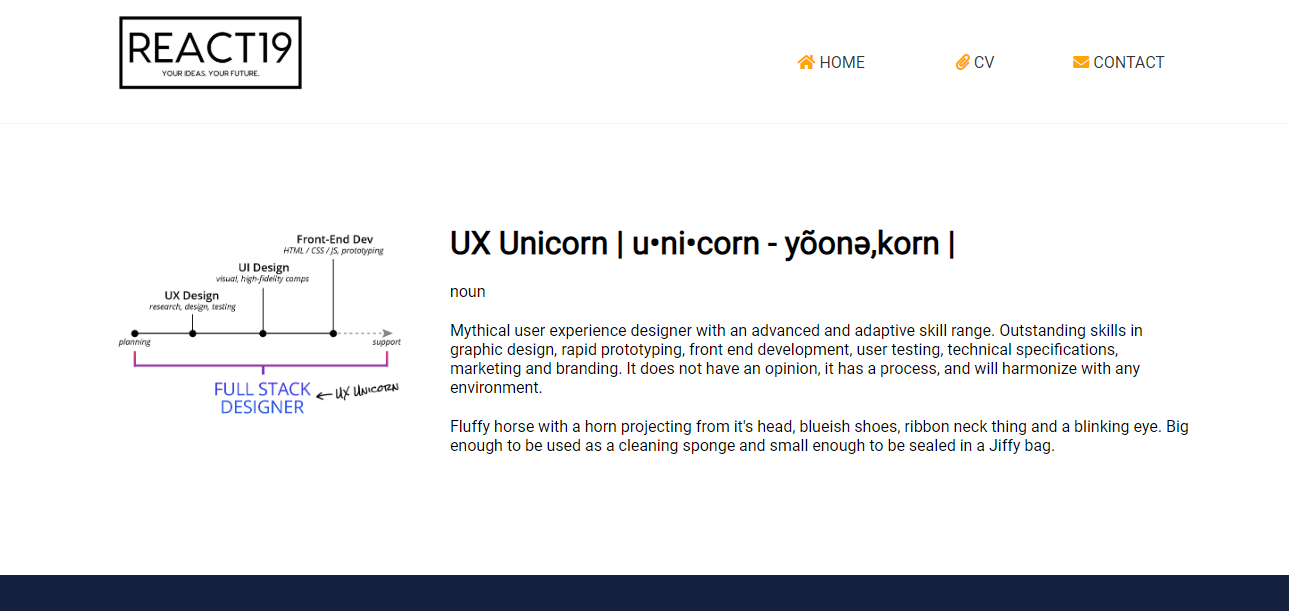 REACT19
YOUR IDEAS. YOUR FUTURE.
HOME
CV
CONTACT
Front-End Dev
HTML / CSS / JS, prototyping
UI Design
visual, high-fidelity comps
UX Design
research, design, testing
planning
support
FULL STACK
DESIGNER
UX UNICORN
UX Unicorn | u•ni•corn - yo͝onə,korn |
noun
Mythical user experience designer with an advanced and adaptive skill range. Outstanding skills in
graphic design, rapid prototyping, front end development, user testing, technical specifications,
marketing and branding. It does not have an opinion, it has a process, and will harmonize with any
environment.
Fluffy horse with a horn projecting from it's head, blueish shoes, ribbon neck thing and a blinking eye. Big
enough to be used as a cleaning sponge and small enough to be sealed in a Jiffy bag.